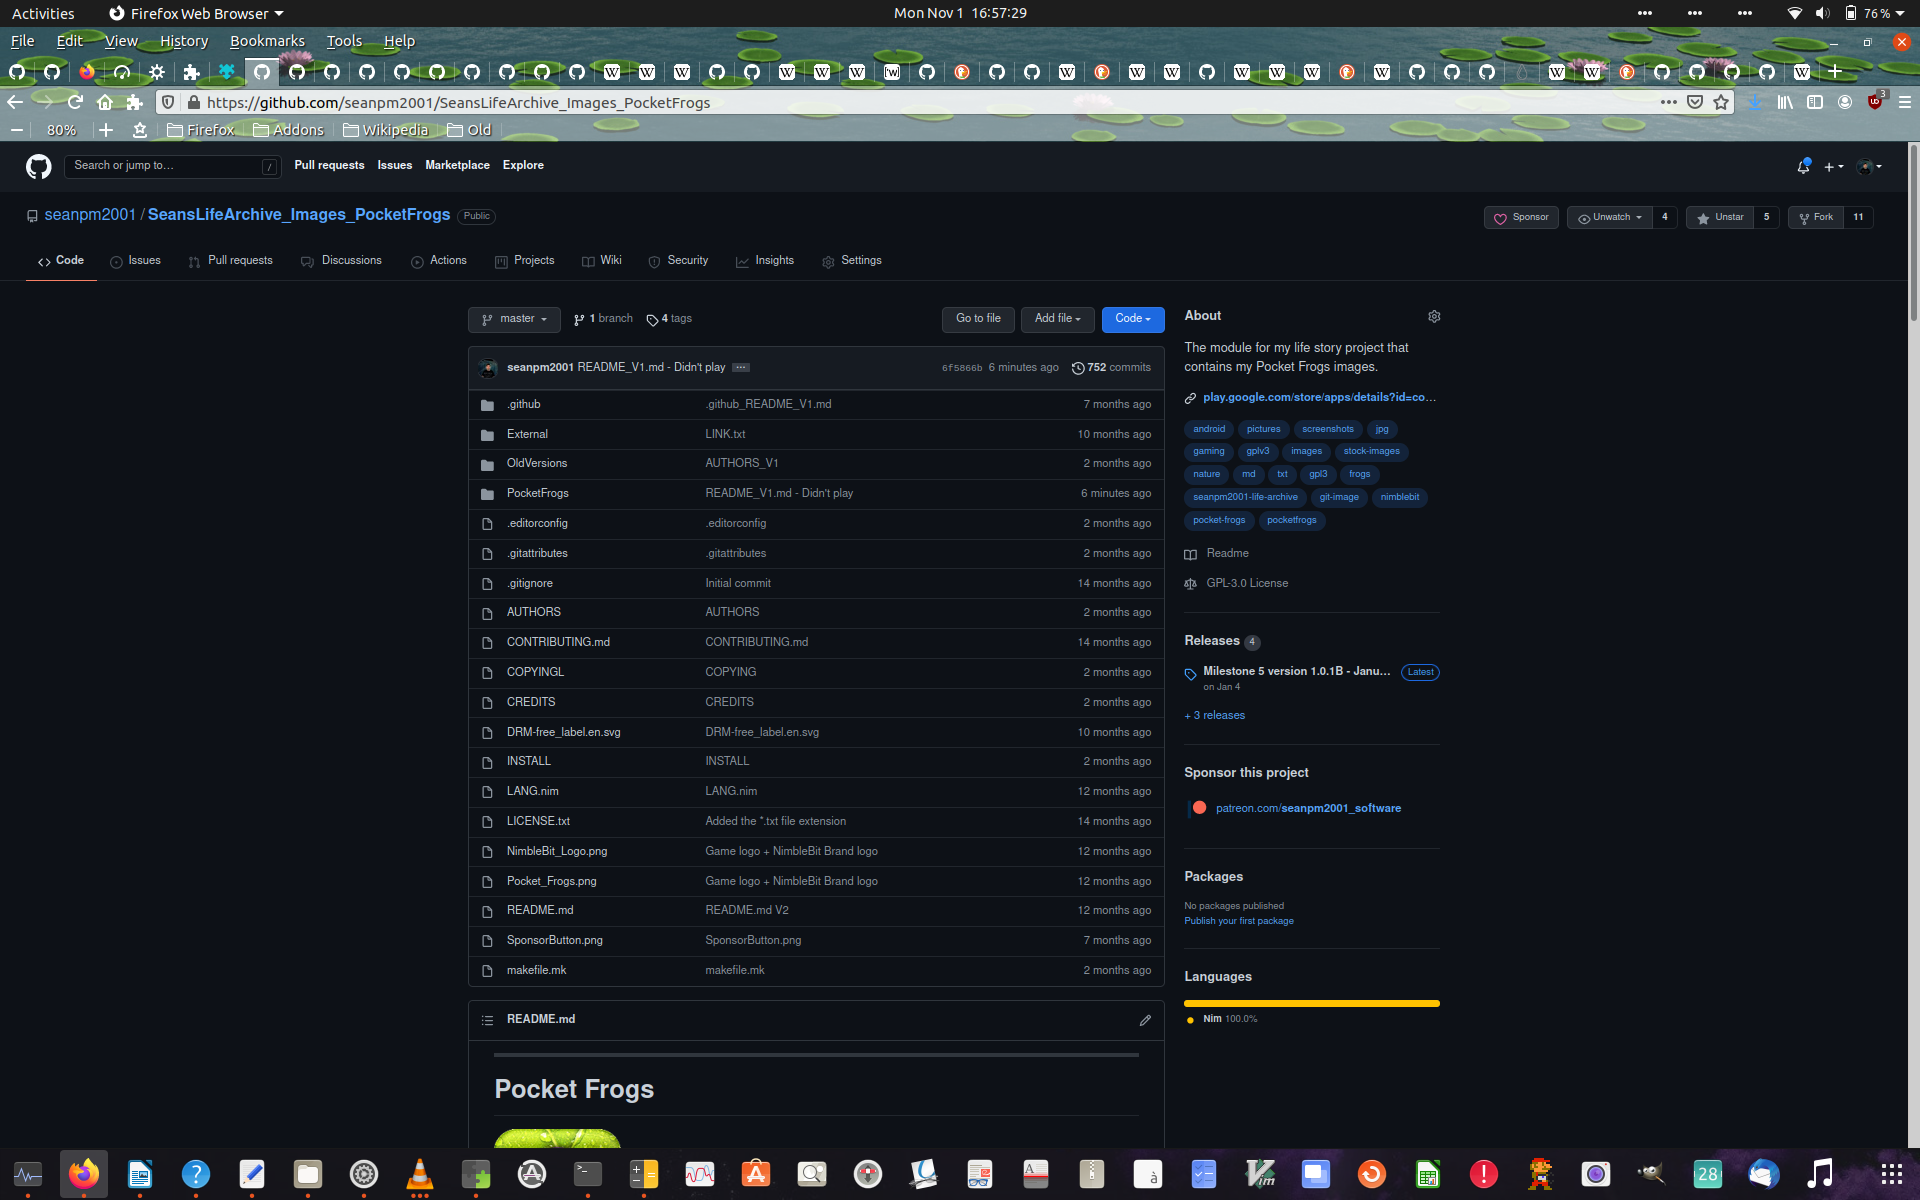 Activities Firefox Web Browser Mon Nov 1 16:57:29 76 %
File Edit View History Bookmarks Tools Help
https://github.com/seanpm2001/SeansLifeArchive_Images_PocketFrogs 3
80% Firefox Addons Wikipedia Old
Search or jump to… / Pull requests Issues Marketplace Explore
seanpm2001 / SeansLifeArchive_Images_PocketFrogs Public Sponsor Unwatch 4 Unstar 5 Fork 11
Code Issues Pull requests Discussions Actions Projects Wiki Security Insights Settings
master 1 branch 4 tags Go to file Add file Code
seanpm2001 README_V1.md - Didn't play 6f5866b 6 minutes ago 752 commits
.github .github_README_V1.md 7 months ago
External LINK.txt 10 months ago
OldVersions AUTHORS_V1 2 months ago
PocketFrogs README_V1.md - Didn't play 6 minutes ago
.editorconfig .editorconfig 2 months ago
.gitattributes .gitattributes 2 months ago
.gitignore Initial commit 14 months ago
AUTHORS AUTHORS 2 months ago
CONTRIBUTING.md CONTRIBUTING.md 14 months ago
COPYINGL COPYING 2 months ago
CREDITS CREDITS 2 months ago
DRM-free_label.en.svg DRM-free_label.en.svg 10 months ago
INSTALL INSTALL 2 months ago
LANG.nim LANG.nim 12 months ago
LICENSE.txt Added the *.txt file extension 14 months ago
NimbleBit_Logo.png Game logo + NimbleBit Brand logo 12 months ago
Pocket_Frogs.png Game logo + NimbleBit Brand logo 12 months ago
README.md README.md V2 12 months ago
SponsorButton.png SponsorButton.png 7 months ago
makefile.mk makefile.mk 2 months ago
README.md
Pocket Frogs
About
The module for my life story project that
contains my Pocket Frogs images.
play.google.com/store/apps/details?id=co…
android pictures screenshots jpg
gaming gplv3 images stock-images
nature md txt gpl3 frogs
seanpm2001-life-archive git-image nimblebit
pocket-frogs pocketfrogs
Readme
GPL-3.0 License
Releases 4
Milestone 5 version 1.0.1B - Janu… Latest
on Jan 4
+ 3 releases
Sponsor this project
patreon.com/seanpm2001_software
Packages
No packages published
Publish your first package
Languages
Nim 100.0%
28